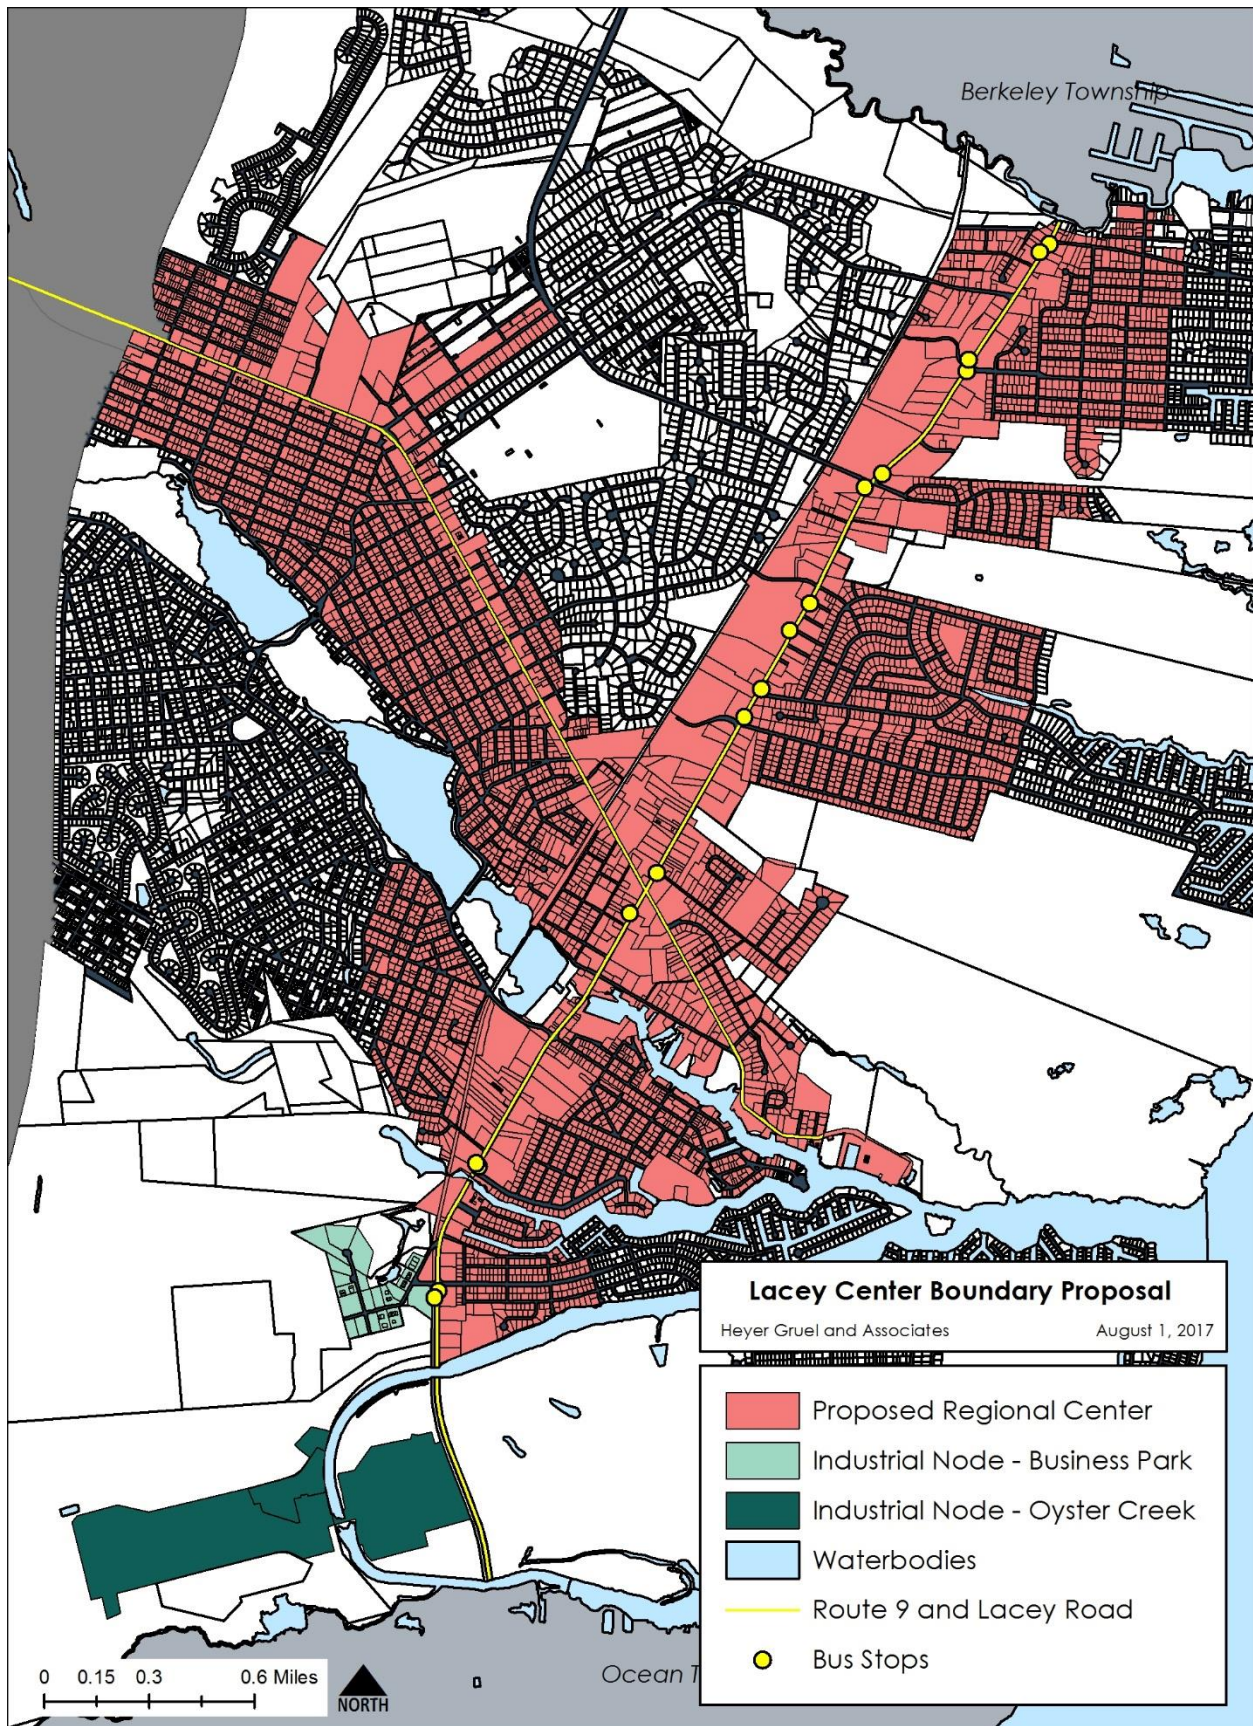 Berkeley Township
Lacey Center Boundary Proposal
Heyer Gruel and Associates August 1, 2017
Proposed Regional Center
Industrial Node - Business Park
Industrial Node - Oyster Creek
Waterbodies
Route 9 and Lacey Road
Bus Stops
0 0.15 0.3 0.6 Miles
NORTH
Ocean T